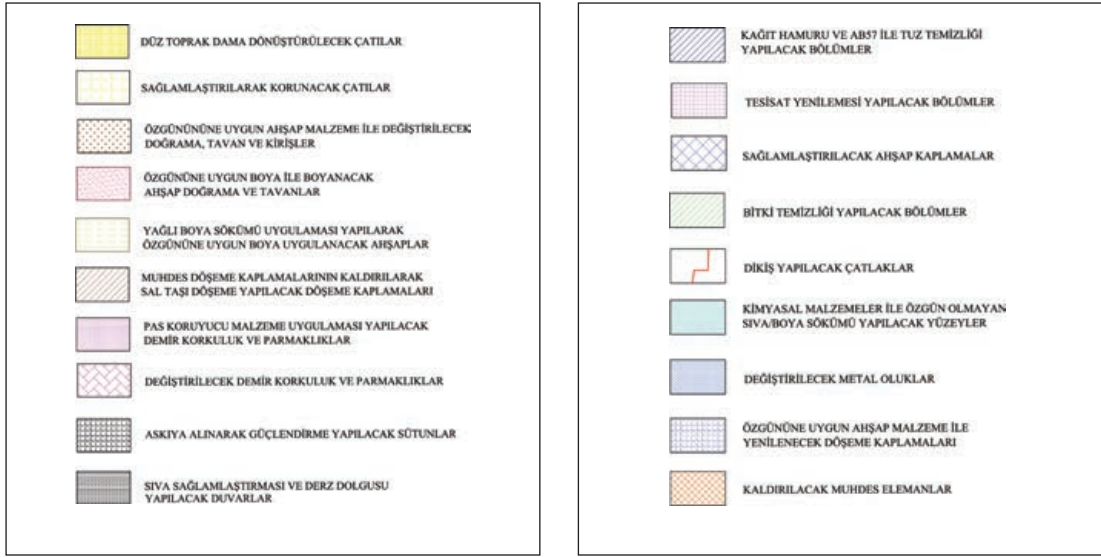 DÜZ TOPRAK DAMA DÖNÜŞTÜRÜLECEK ÇATILAR
SAĞLAMLAŞTIRILARAK KORUNACAK ÇATILAR
ÖZGÜNÜNÜNE UYGUN AHŞAP MALZEME İLE DEĞİŞTİRİLECEK
DOĞRAMA, TAVAN VE KİRİŞLER
ÖZGÜNÜNE UYGUN BOYA İLE BOYANACAK
AHŞAP DOĞRAMA VE TAVANLAR
YAĞLI BOYA SÖKÜMÜ UYGULAMASI YAPILARAK
ÖZGÜNÜNE UYGUN BOYA UYGULANACAK AHŞAPLAR
MUHDES DÖŞEME KAPLAMALARININ KALDIRILARAK
SAL TAŞI DÖŞEME YAPILACAK DÖŞEME KAPLAMALARI
PAS KORUYUCU MALZEME UYGULAMASI YAPILACAK
DEMİR KORKULUK VE PARMAKLIKLAR
DEĞİŞTİRİLECEK DEMİR KORKULUK VE PARMAKLIKLAR
ASKIYA ALINARAK GÜÇLENDİRME YAPILACAK SÜTUNLAR
SIVA SAĞLAMLAŞTIRMASI VE DERZ DOLGUSU
YAPILACAK DUVARLAR
KAĞIT HAMURU VE AB57 İLE TUZ TEMİZLİĞİ
YAPILACAK BÖLÜMLER
TESİSAT YENİLEMESİ YAPILACAK BÖLÜMLER
SAĞLAMLAŞTIRILACAK AHŞAP KAPLAMALAR
BİTKİ TEMİZLİĞİ YAPILACAK BÖLÜMLER
DİKİŞ YAPILACAK ÇATLAKLAR
KİMYASAL MALZEMELER İLE ÖZGÜN OLMAYAN
SIVA/BOYA SÖKÜMÜ YAPILACAK YÜZEYLER
DEĞİŞTİRİLECEK METAL OLUKLAR
ÖZGÜNÜNE UYGUN AHŞAP MALZEME İLE
YENİLENECEK DÖŞEME KAPLAMALARI
KALDIRILACAK MUHDES ELEMANLAR